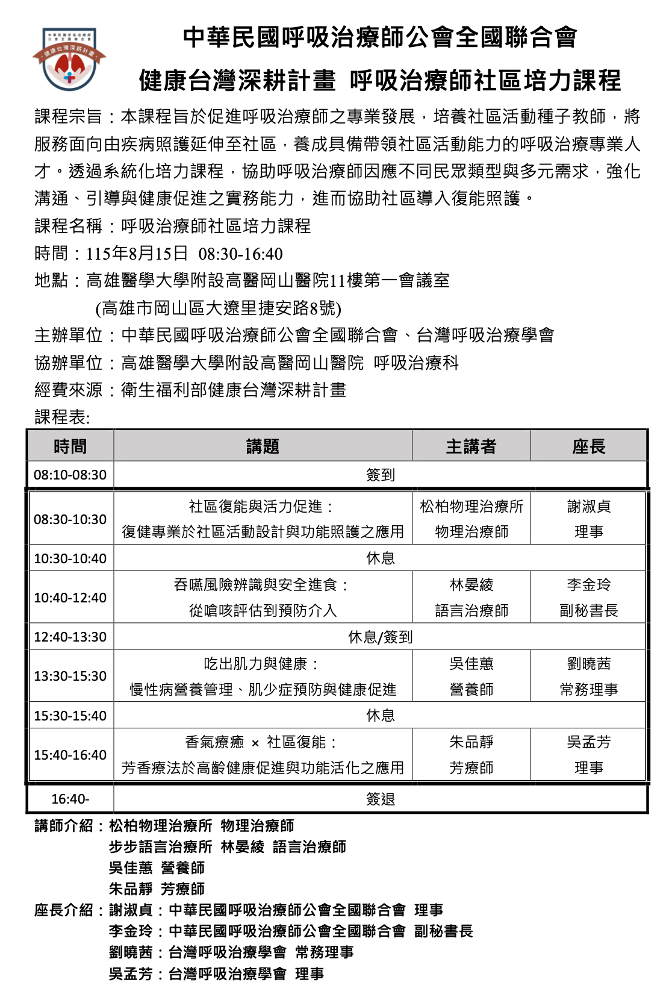 中華民國呼吸治療師
公會全國聯合會
健康台灣深耕計畫
中華民國呼吸治療師公會全國聯合會
健康台灣深耕計畫 呼吸治療師社區培力課程
課程宗旨：本課程旨於促進呼吸治療師之專業發展，培養社區活動種子教師，將
服務面向由疾病照護延伸至社區，養成具備帶領社區活動能力的呼吸治療專業人
才。透過系統化培力課程，協助呼吸治療師因應不同民眾類型與多元需求，強化
溝通、引導與健康促進之實務能力，進而協助社區導入復能照護。
課程名稱：呼吸治療師社區培力課程
時間：115年8月15日 08:30-16:40
地點：高雄醫學大學附設高醫岡山醫院11樓第一會議室
(高雄市岡山區大遼里捷安路8號)
主辦單位：中華民國呼吸治療師公會全國聯合會、台灣呼吸治療學會
協辦單位：高雄醫學大學附設高醫岡山醫院 呼吸治療科
經費來源：衛生福利部健康台灣深耕計畫
課程表:
時間 講題 主講者 座長
08:10-08:30 簽到
08:30-10:30 社區復能與活力促進： 松柏物理治療所 謝淑貞
復健專業於社區活動設計與功能照護之應用 物理治療師 理事
10:30-10:40 休息
10:40-12:40 吞嚥風險辨識與安全進食： 林晏綾 李金玲
從嗆咳評估到預防介入 語言治療師 副秘書長
12:40-13:30 休息/簽到
13:30-15:30 吃出肌力與健康： 吳佳蕙 劉曉茜
慢性病營養管理、肌少症預防與健康促進 營養師 常務理事
15:30-15:40 休息
15:40-16:40 香氣療癒 × 社區復能： 朱品靜 吳孟芳
芳香療法於高齡健康促進與功能活化之應用 芳療師 理事
16:40- 簽退
講師介紹：松柏物理治療所 物理治療師
步步語言治療所 林晏綾 語言治療師
吳佳蕙 營養師
朱品靜 芳療師
座長介紹：謝淑貞：中華民國呼吸治療師公會全國聯合會 理事
李金玲：中華民國呼吸治療師公會全國聯合會 副秘書長
劉曉茜：台灣呼吸治療學會 常務理事
吳孟芳：台灣呼吸治療學會 理事